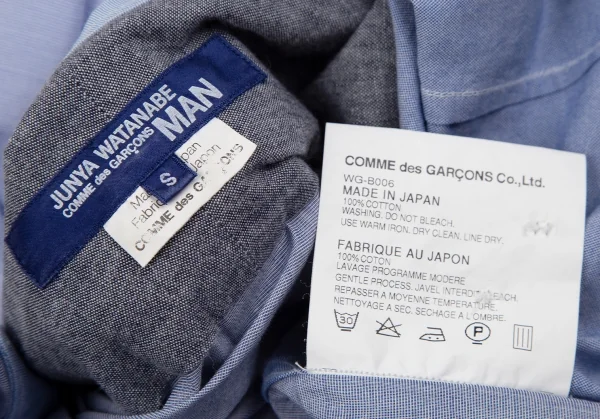 JUNYA WATANABE
COMME des GARÇONS MAN
S
COMME des GARÇONS
COMME des GARÇONS Co.,Ltd.
WG-B006
MADE IN JAPAN
100% COTTON
WASHING. DO NOT BLEACH.
USE WARM IRON. DRY CLEAN. LINE DRY.
FABRIQUE AU JAPON
100% COTON
LAVAGE PROGRAMME MODERE
GENTLE PROCESS. JAVEL INTERDIT
REPASSER A MOYENNE TEMPERATURE
NETTOYAGE A SEC. SECHAGE A L'OMBRE.
30
P